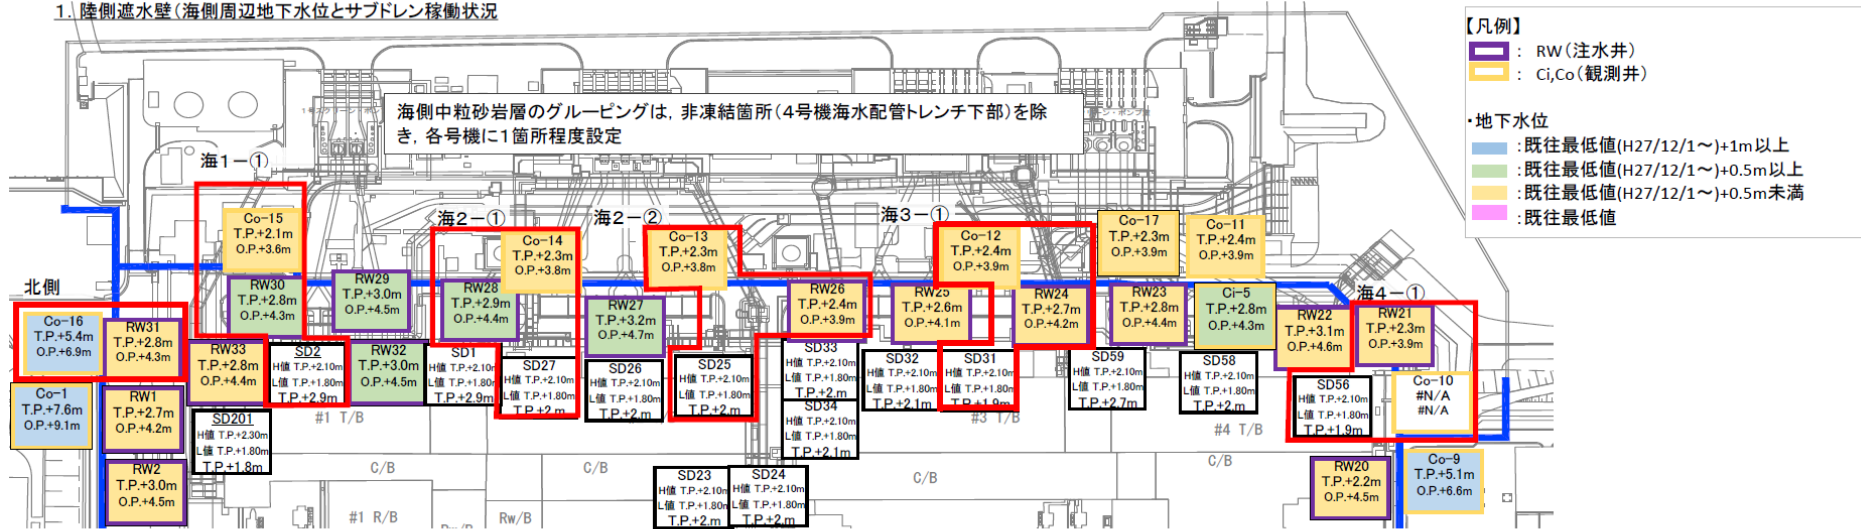 1. 陸側遮水壁(海側周辺地下水位とサブドレン稼働状況
【凡例】
: RW(注水井)
: Ci,Co(観測井)
・地下水位
:既往最低値(H27/12/1～)+1m以上
:既往最低値(H27/12/1～)+0.5m以上
:既往最低値(H27/12/1～)+0.5m未満
:既往最低値
海側中粒砂岩層のグルーピングは，非凍結箇所(4号機海水配管トレンチ下部)を除
き，各号機に1箇所程度設定
海1-①
海2-①
海2-②
海3-①
海4-①
北側
Co-15
T.P.+2.1m
O.P.+3.6m
Co-14
T.P.+2.3m
O.P.+3.8m
Co-13
T.P.+2.3m
O.P.+3.8m
Co-12
T.P.+2.4m
O.P.+3.9m
Co-17
T.P.+2.3m
O.P.+3.9m
Co-11
T.P.+2.4m
O.P.+3.9m
RW30
T.P.+2.8m
O.P.+4.3m
RW29
T.P.+3.0m
O.P.+4.5m
RW28
T.P.+2.9m
O.P.+4.4m
RW27
T.P.+3.2m
O.P.+4.7m
RW26
T.P.+2.4m
O.P.+3.9m
RW25
T.P.+2.6m
O.P.+4.1m
RW24
T.P.+2.7m
O.P.+4.2m
RW23
T.P.+2.8m
O.P.+4.4m
Ci-5
T.P.+2.8m
O.P.+4.3m
RW22
T.P.+3.1m
O.P.+4.6m
RW21
T.P.+2.3m
O.P.+3.9m
Co-16
T.P.+5.4m
O.P.+6.9m
RW31
T.P.+2.8m
O.P.+4.3m
RW33
T.P.+2.8m
O.P.+4.4m
SD2
H値 T.P.+2.10m
L値 T.P.+1.80m
T.P.+2.9m
RW32
T.P.+3.0m
O.P.+4.5m
SD1
H値 T.P.+2.10m
L値 T.P.+1.80m
T.P.+2.9m
SD27
H値 T.P.+2.10m
L値 T.P.+1.80m
T.P.+2.m
SD26
H値 T.P.+2.10m
L値 T.P.+1.80m
T.P.+2.m
SD25
H値 T.P.+2.10m
L値 T.P.+1.80m
T.P.+2.m
SD33
H値 T.P.+2.10m
L値 T.P.+1.80m
T.P.+2.m
SD32
H値 T.P.+2.10m
L値 T.P.+1.80m
T.P.+2.1m
SD31
H値 T.P.+2.10m
L値 T.P.+1.80m
T.P.+1.9m
SD59
H値 T.P.+2.10m
L値 T.P.+1.80m
T.P.+2.7m
SD58
H値 T.P.+2.10m
L値 T.P.+1.80m
T.P.+2.m
SD56
H値 T.P.+2.10m
L値 T.P.+1.80m
T.P.+1.9m
Co-10
#N/A
#N/A
Co-1
T.P.+7.6m
O.P.+9.1m
RW1
T.P.+2.7m
O.P.+4.2m
SD201
H値 T.P.+2.30m
L値 T.P.+1.80m
T.P.+1.8m
#1 T/B
SD34
H値 T.P.+2.10m
L値 T.P.+1.80m
T.P.+2.1m
#3 T/B
#4 T/B
RW2
T.P.+3.0m
O.P.+4.5m
C/B
C/B
SD23
H値 T.P.+2.10m
L値 T.P.+1.80m
T.P.+2.m
SD24
H値 T.P.+2.10m
L値 T.P.+1.80m
T.P.+2.m
C/B
C/B
RW20
T.P.+2.2m
O.P.+4.5m
Co-9
T.P.+5.1m
O.P.+6.6m
#1 R/B
Rw/B